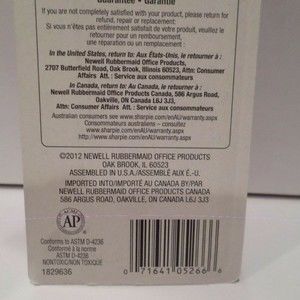 Guarantee • Garantie
If you are not completely satisfied with your product, please return for
refund, repair or replacement:
Si vous n'êtes pas entièrement satisfait de votre produit, veuillez le
retourner pour un remboursement,
une réparation ou un remplacement :
In the United States, return to: Aux États-Unis, le retourner à :
Newell Rubbermaid Office Products,
2707 Butterfield Road, Oak Brook, Illinois 60523, Attn: Consumer
Affairs Att. : Service aux consommateurs
In Canada, return to: Au Canada, le retourner à :
Newell Rubbermaid Office Products Canada, 586 Argus Road,
Oakville, ON Canada L6J 3J3,
Attn: Consumer Affairs Att. : Service aux consommateurs
Australian consumers see www.sharpie.com/enAU/warranty.aspx
Consommateurs australiens – consultez
www.sharpie.com/enAU/warranty.aspx
©2012 NEWELL RUBBERMAID OFFICE PRODUCTS
OAK BROOK, IL 60523
ASSEMBLED IN U.S.A./ASSEMBLÉ AUX É.-U.
IMPORTED INTO/IMPORTÉ AU CANADA BY/PAR
NEWELL RUBBERMAID OFFICE PRODUCTS CANADA
586 ARGUS ROAD, OAKVILLE, ON CANADA L6J 3J3
ACMI
AP
Conforms to ASTM D-4236
Conforme à la norme
ASTM D-4236
NONTOXIC/NON TOXIQUE
1829636
0 71641 05266 6